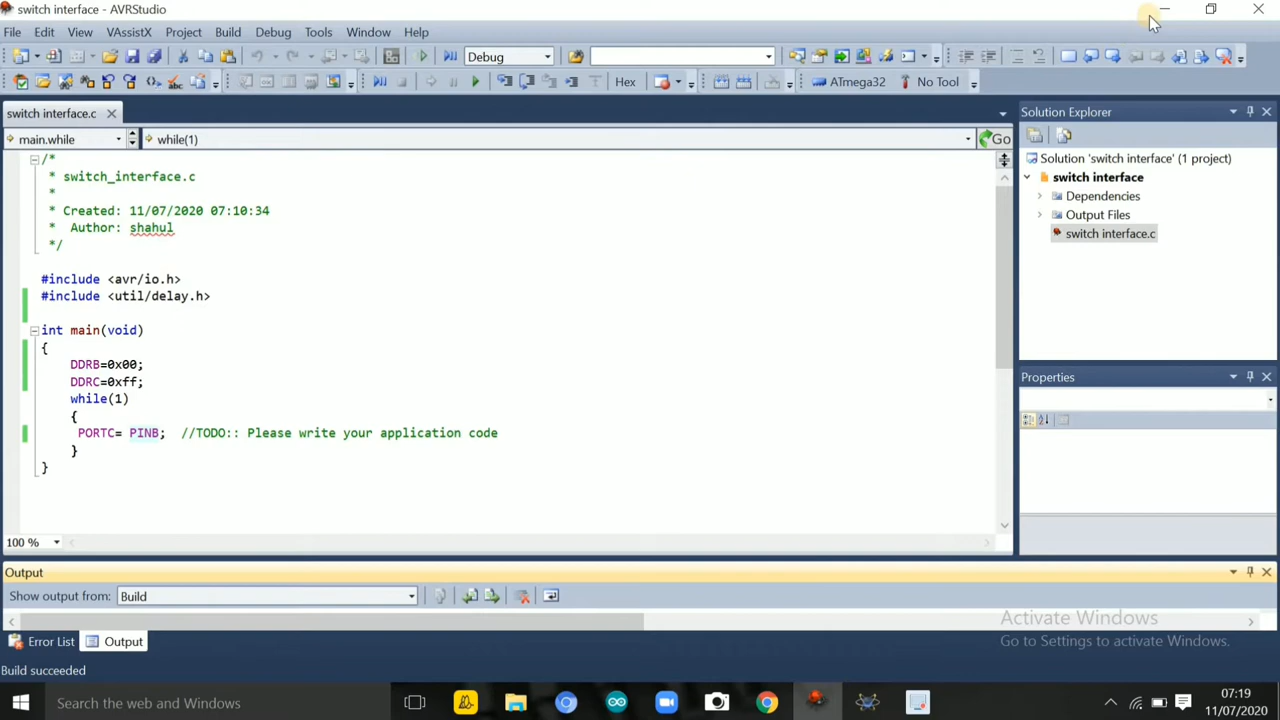 switch interface - AVRStudio
File Edit View VAssistX Project Build Debug Tools Window Help
Debug
Hex ATmega32 No Tool
switch interface.c
main.while while(1) Go
/*
* switch_interface.c
*
* Created: 11/07/2020 07:10:34
* Author: shahul
*/
#include <avr/io.h>
#include <util/delay.h>
int main(void)
{
DDRB=0x00;
DDRC=0xff;
while(1)
{
PORTC= PINB; //TODO:: Please write your application code
}
}
100 %
Solution Explorer
Solution 'switch interface' (1 project)
switch interface
Dependencies
Output Files
switch interface.c
Properties
Output
Show output from: Build
Activate Windows
Go to Settings to activate Windows.
Error List Output
Build succeeded
Search the web and Windows
07:19
11/07/2020